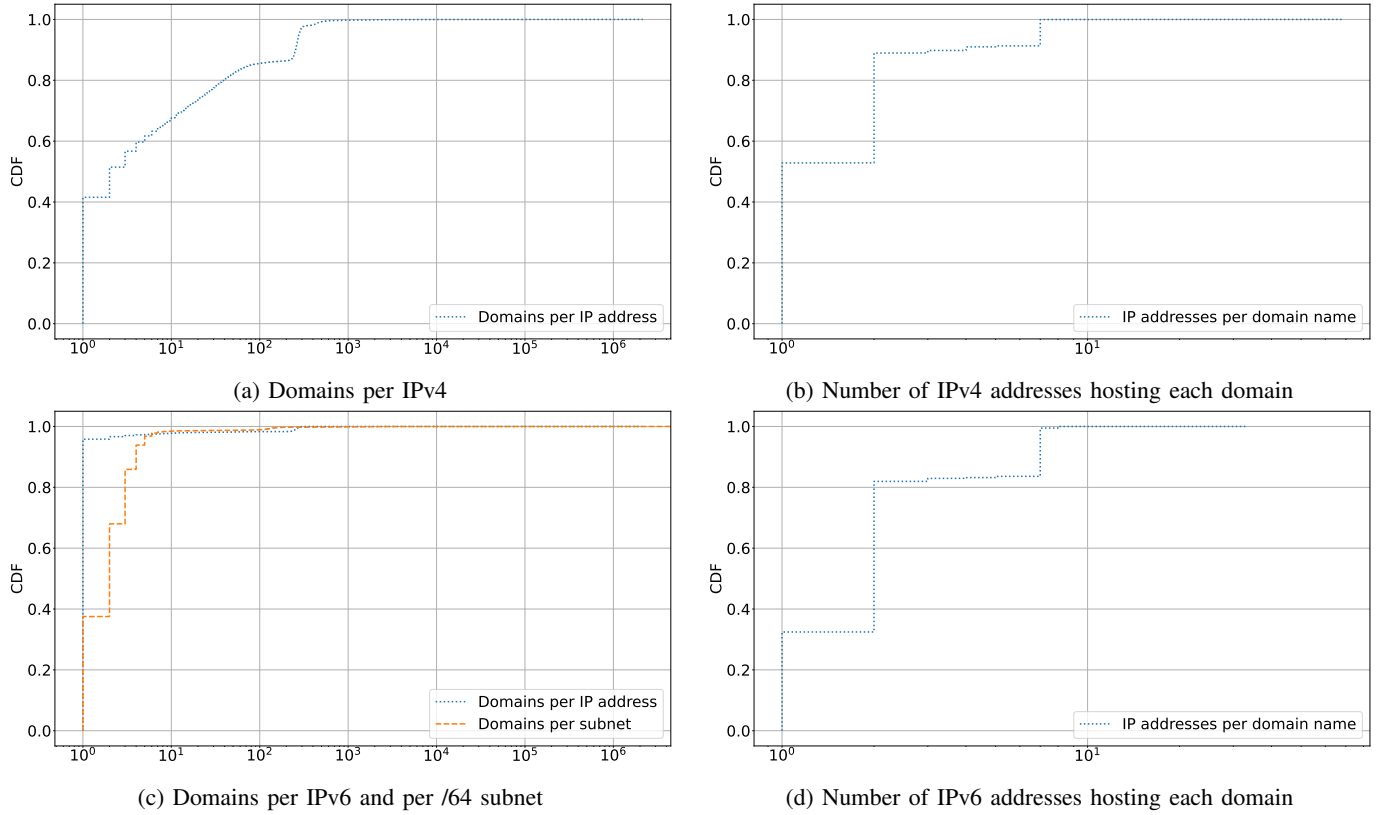 1.0
0.8
0.6
0.4
0.2
0.0
CDF
Domains per IP address
10⁰ 10¹ 10² 10³ 10⁴ 10⁵ 10⁶
(a) Domains per IPv4
1.0
0.8
0.6
0.4
0.2
0.0
CDF
IP addresses per domain name
10⁰ 10¹
(b) Number of IPv4 addresses hosting each domain
1.0
0.8
0.6
0.4
0.2
0.0
CDF
Domains per IP address
Domains per subnet
10⁰ 10¹ 10² 10³ 10⁴ 10⁵ 10⁶
(c) Domains per IPv6 and per /64 subnet
1.0
0.8
0.6
0.4
0.2
0.0
CDF
IP addresses per domain name
10⁰ 10¹
(d) Number of IPv6 addresses hosting each domain